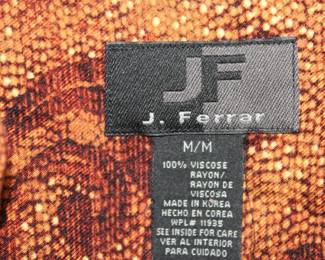 JF
J. Ferrar
M/M
100% VISCOSE
RAYON/
RAYON DE
VISCOSA
MADE IN KOREA
HECHO EN COREA
WPL# 11935
SEE INSIDE FOR CARE
VER AL INTERIOR
PARA CUIDADO